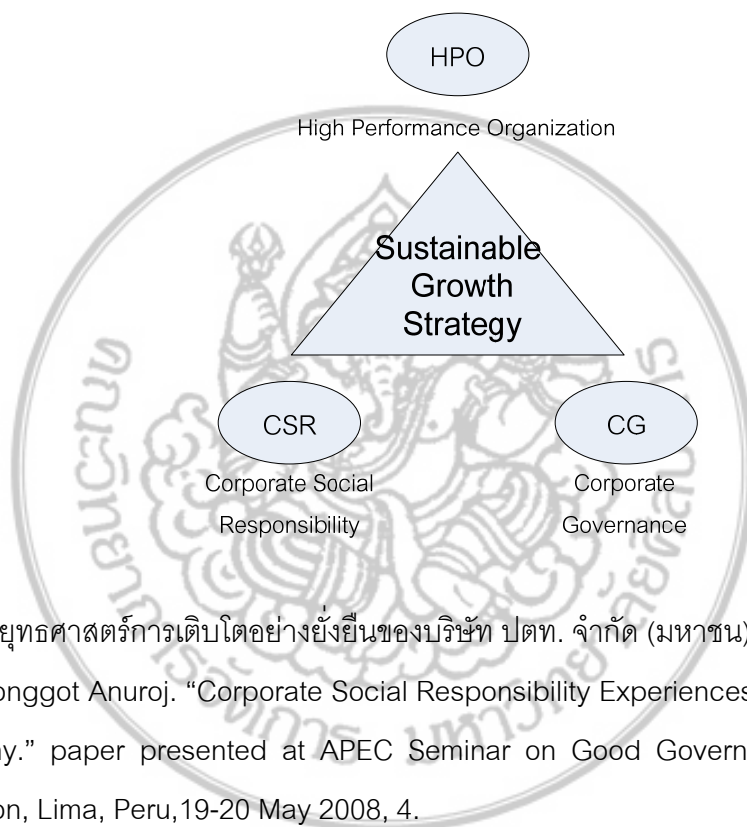 HPO
High Performance Organization
Sustainable
Growth
Strategy
CSR
CG
Corporate Social
Responsibility
Corporate
Governance
ยุทธศาสตร์การเติบโตอย่างยั่งยืนของบริษัท ปตท. จำกัด (มหาชน)
onggot Anuroj. “Corporate Social Responsibility Experiences
y.” paper presented at APEC Seminar on Good Govern
on, Lima, Peru,19-20 May 2008, 4.